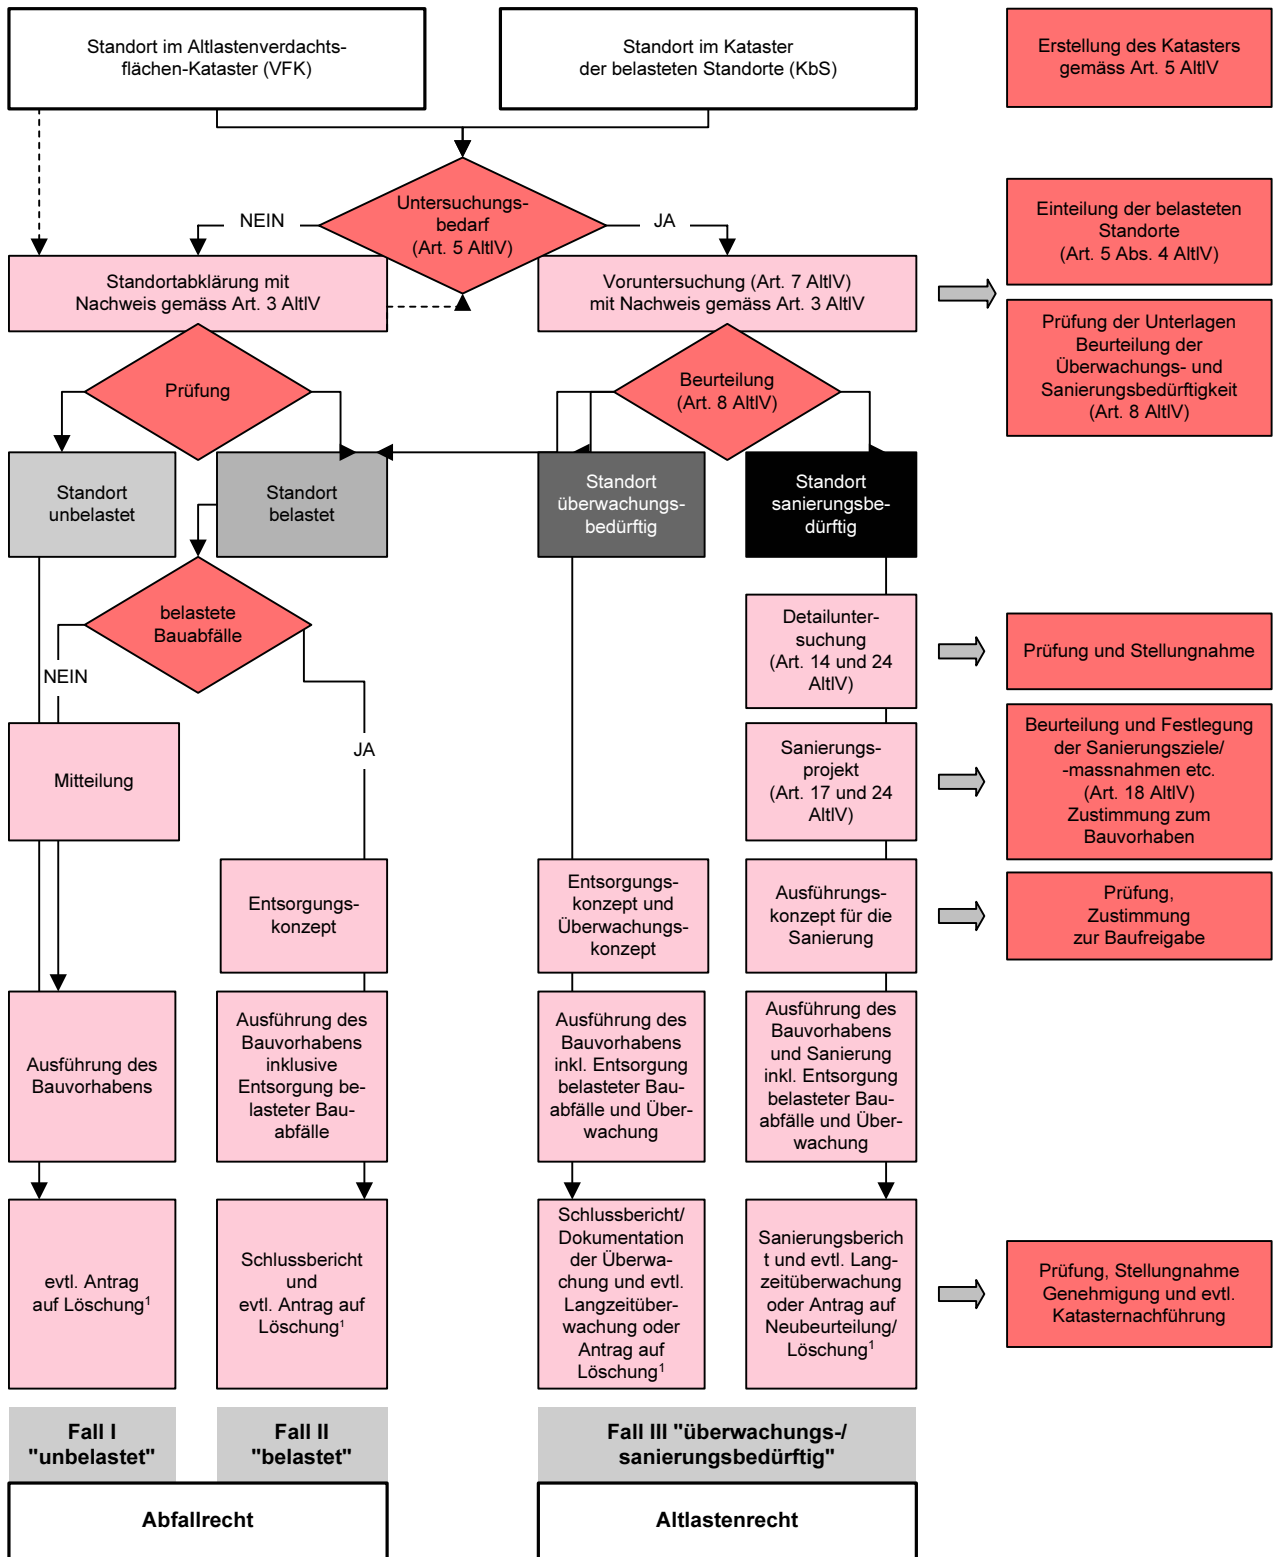 Standort im Altlastenverdachts-
flächen-Kataster (VFK)
Standort im Kataster
der belasteten Standorte (KbS)
Erstellung des Katasters
gemäss Art. 5 AltlV
Untersuchungs-
bedarf
(Art. 5 AltlV)
NEIN
JA
Einteilung der belasteten
Standorte
(Art. 5 Abs. 4 AltlV)
Standortabklärung mit
Nachweis gemäss Art. 3 AltlV
Voruntersuchung (Art. 7 AltlV)
mit Nachweis gemäss Art. 3 AltlV
Prüfung der Unterlagen
Beurteilung der
Überwachungs- und
Sanierungsbedürftigkeit
(Art. 8 AltlV)
Prüfung
Beurteilung
(Art. 8 AltlV)
Standort
unbelastet
Standort
belastet
Standort
überwachungs-
bedürftig
Standort
sanierungsbe-
dürftig
belastete
Bauabfälle
NEIN
JA
Detailunter-
suchung
(Art. 14 und 24
AltlV)
Prüfung und Stellungnahme
Mitteilung
Sanierungs-
projekt
(Art. 17 und 24
AltlV)
Beurteilung und Festlegung
der Sanierungsziele/
-massnahmen etc.
(Art. 18 AltlV)
Zustimmung zum
Bauvorhaben
Entsorgungs-
konzept
Entsorgungs-
konzept und
Überwachungs-
konzept
Ausführungs-
konzept für die
Sanierung
Prüfung,
Zustimmung
zur Baufreigabe
Ausführung des
Bauvorhabens
Ausführung des
Bauvorhabens
inklusive
Entsorgung be-
lasteter Bau-
abfälle
Ausführung des
Bauvorhabens
inkl. Entsorgung
belasteter Bau-
abfälle und Über-
wachung
Ausführung des
Bauvorhabens
und Sanierung
inkl. Entsorgung
belasteter Bau-
abfälle und Über-
wachung
evtl. Antrag
auf Löschung¹
Schlussbericht
und
evtl. Antrag auf
Löschung¹
Schlussbericht/
Dokumentation
der Überwa-
chung und evtl.
Langzeitüber-
wachung oder
Antrag auf
Löschung¹
Sanierungsberich
t und evtl. Lang-
zeitüberwachung
oder Antrag auf
Neubeurteilung/
Löschung¹
Prüfung, Stellungnahme
Genehmigung und evtl.
Katasternachführung
Fall I
"unbelastet"
Fall II
"belastet"
Fall III "überwachungs-/
sanierungsbedürftig"
Abfallrecht
Altlastenrecht